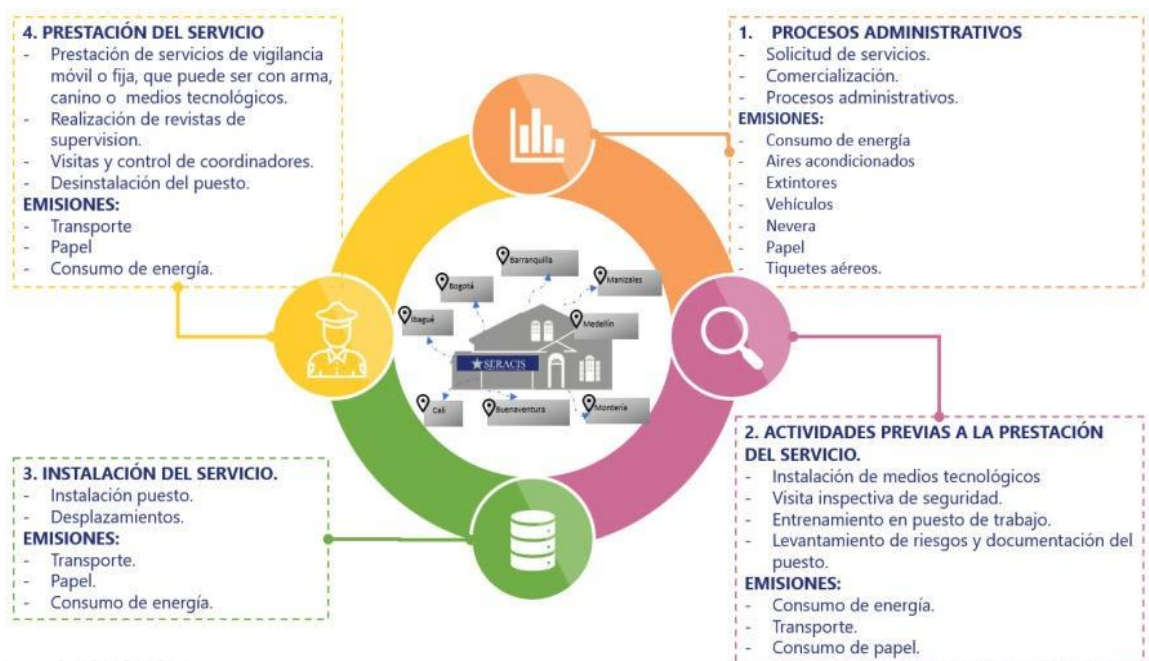 4. PRESTACIÓN DEL SERVICIO
- Prestación de servicios de vigilancia
móvil o fija, que puede ser con arma,
canino o medios tecnológicos.
- Realización de revistas de
supervision.
- Visitas y control de coordinadores.
- Desinstalación del puesto.
EMISIONES:
- Transporte
- Papel
- Consumo de energía.
1. PROCESOS ADMINISTRATIVOS
- Solicitud de servicios.
- Comercialización.
- Procesos administrativos.
EMISIONES:
- Consumo de energía
- Aires acondicionados
- Extintores
- Vehículos
- Nevera
- Papel
- Tiquetes aéreos.
Barranquilla
Bogotá
Manizales
Ibagué
Medellín
SERACIS
Cali
Buenaventura
Montería
3. INSTALACIÓN DEL SERVICIO.
- Instalación puesto.
- Desplazamientos.
EMISIONES:
- Transporte.
- Papel.
- Consumo de energía.
2. ACTIVIDADES PREVIAS A LA PRESTACIÓN
DEL SERVICIO.
- Instalación de medios tecnológicos
- Visita inspectiva de seguridad.
- Entrenamiento en puesto de trabajo.
- Levantamiento de riesgos y documentación del
puesto.
EMISIONES:
- Consumo de energía.
- Transporte.
- Consumo de papel.